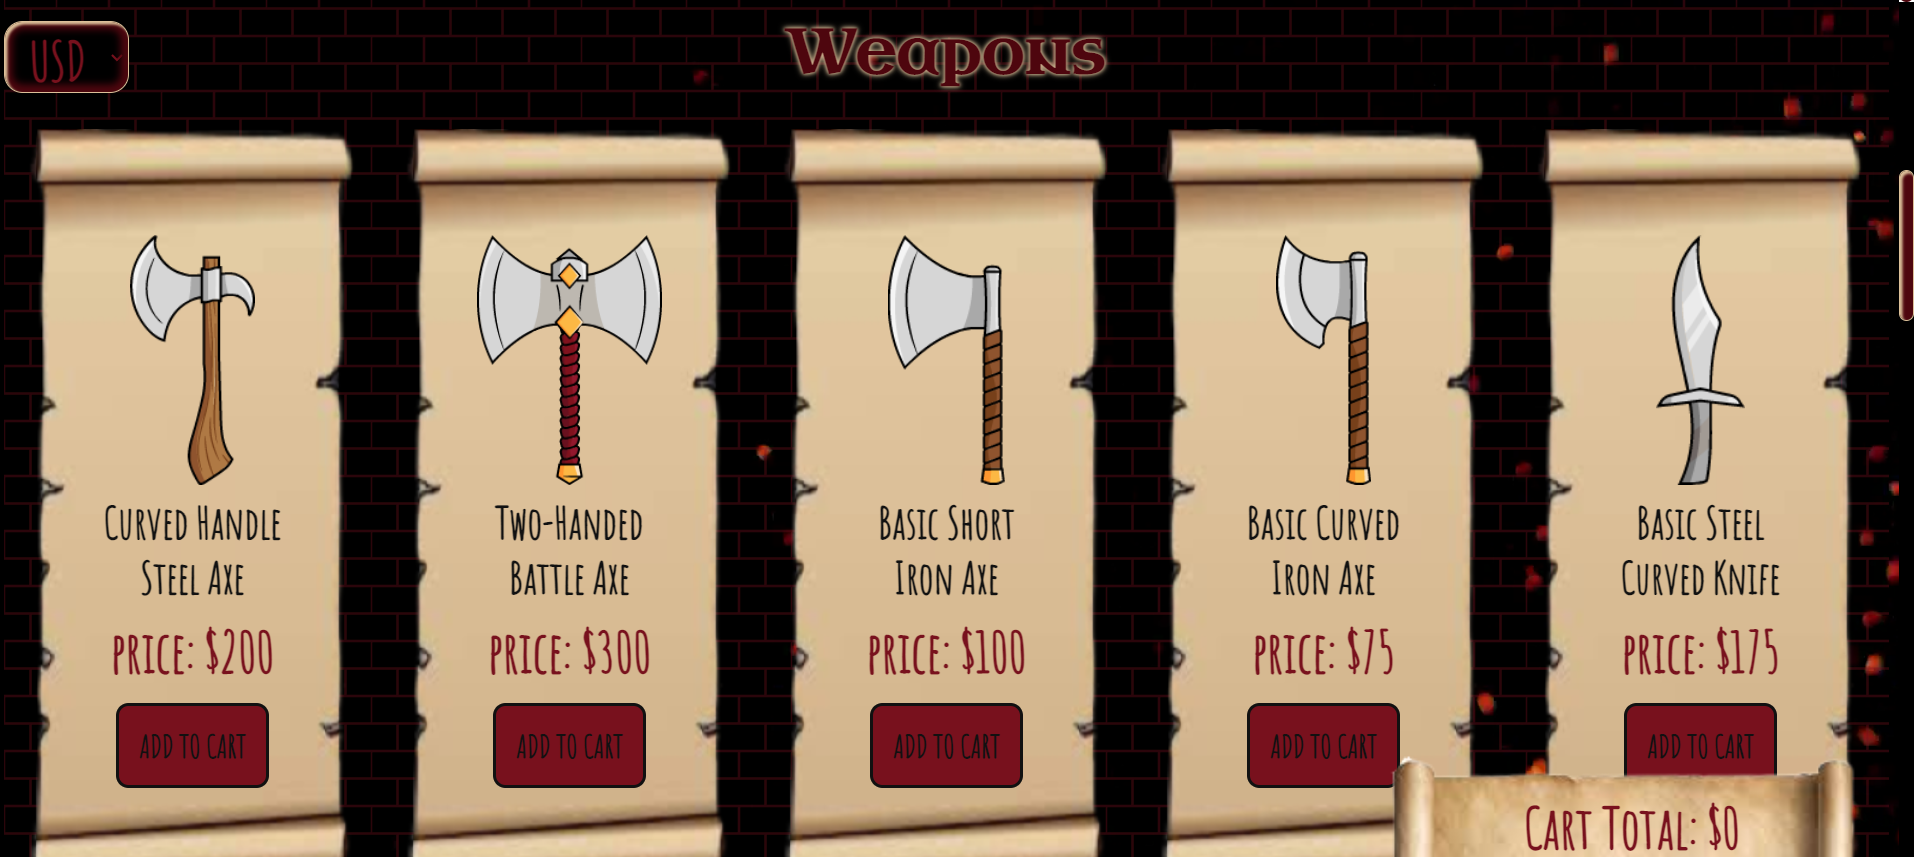 USD
Weapons
Curved Handle
Steel Axe
Price: $200
Add to Cart
Two-Handed
Battle Axe
Price: $300
Add to Cart
Basic Short
Iron Axe
Price: $100
Add to Cart
Basic Curved
Iron Axe
Price: $75
Add to Cart
Basic Steel
Curved Knife
Price: $175
Add to Cart
Cart Total: $0